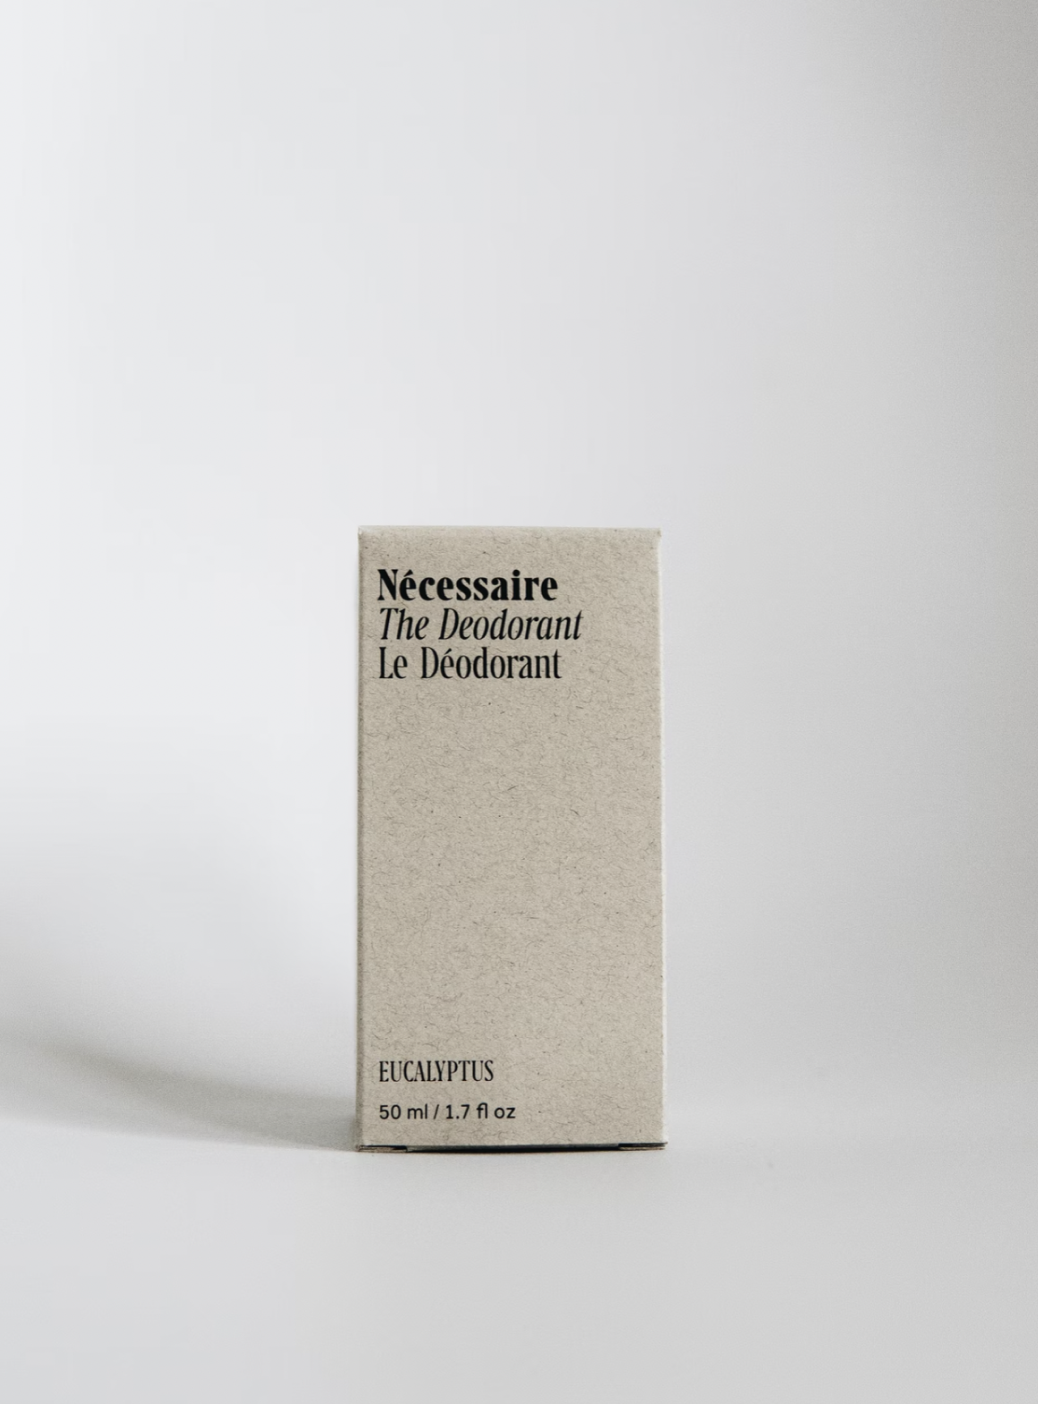 Nécessaire
The Deodorant
Le Déodorant
EUCALYPTUS
50 ml / 1.7 fl oz